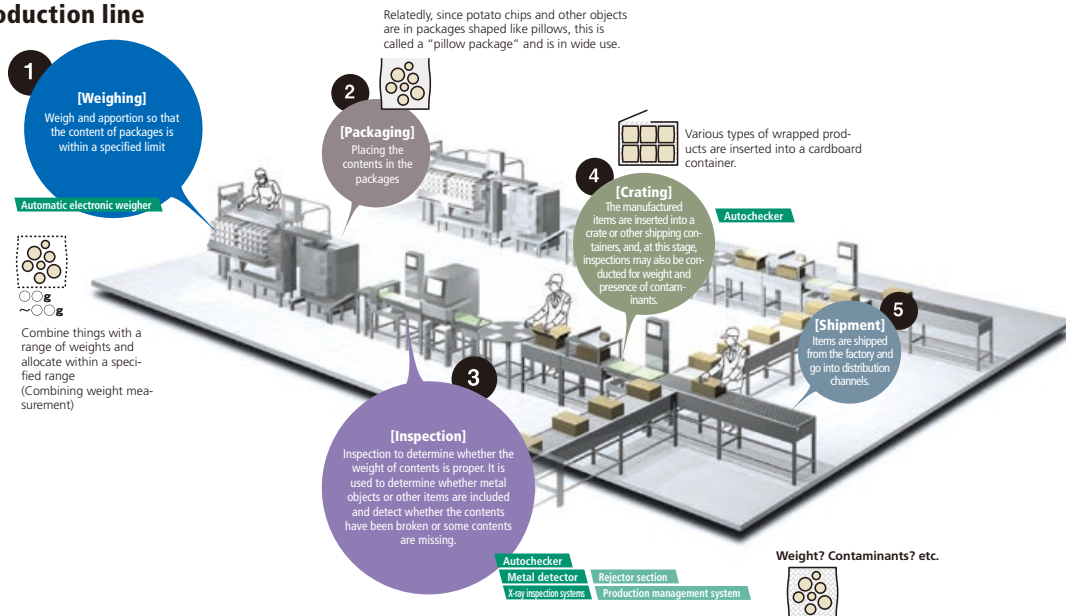 oduction line
Relatedly, since potato chips and other objects
are in packages shaped like pillows, this is
called a “pillow package” and is in wide use.
1
[Weighing]
Weigh and apportion so that
the content of packages is
within a specified limit
Automatic electronic weigher
○○g
～○○g
Combine things with a
range of weights and
allocate within a speci-
fied range
(Combining weight mea-
surement)
2
[Packaging]
Placing the
contents in the
packages
3
[Inspection]
Inspection to determine whether the
weight of contents is proper. It is
used to determine whether metal
objects or other items are included
and detect whether the contents
have been broken or some contents
are missing.
Autochecker
Metal detector
Rejector section
X-ray inspection systems
Production management system
Various types of wrapped prod-
ucts are inserted into a cardboard
container.
4
[Crating]
The manufactured
items are inserted into a
crate or other shipping con-
tainers, and, at this stage,
inspections may also be con-
ducted for weight and
presence of contam-
inants.
Autochecker
5
[Shipment]
Items are shipped
from the factory and
go into distribution
channels.
Weight? Contaminants? etc.